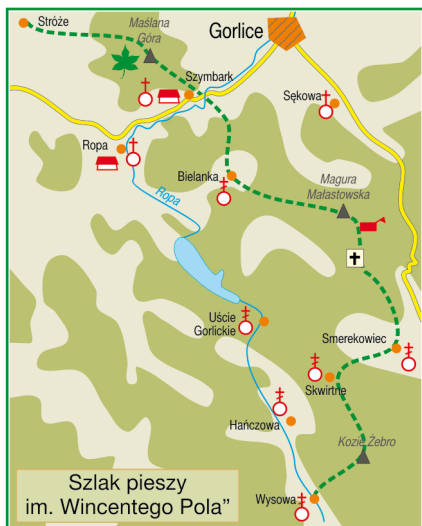 Stróże
Maślana
Góra
Gorlice
Szymbark
Sękowa
Ropa
Bielanka
Ropa
Magura
Małastowska
Uście
Gorlickie
Smerekowiec
Skwirtne
Hańczowa
Kozie Żebro
Wysowa
Szlak pieszy
im. Wincentego Pola”